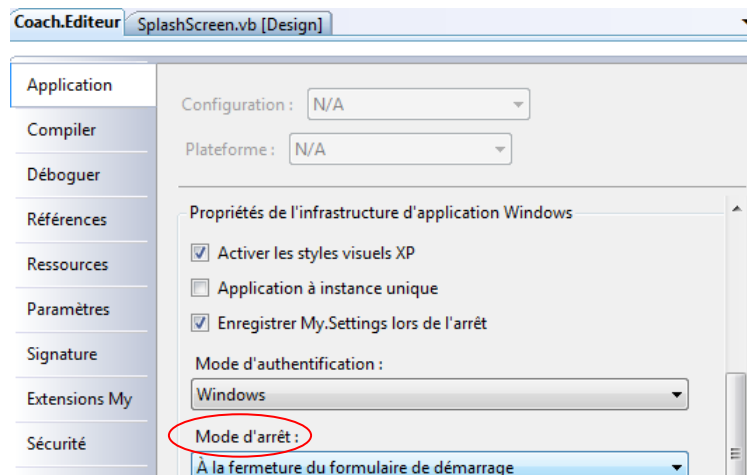 Coach.Editeur SplashScreen.vb [Design]
Application
Compiler
Déboguer
Références
Ressources
Paramètres
Signature
Extensions My
Sécurité
Configuration : N/A
Plateforme : N/A
Propriétés de l'infrastructure d'application Windows
Activer les styles visuels XP
Application à instance unique
Enregistrer My.Settings lors de l'arrêt
Mode d'authentification :
Windows
Mode d'arrêt :
À la fermeture du formulaire de démarrage